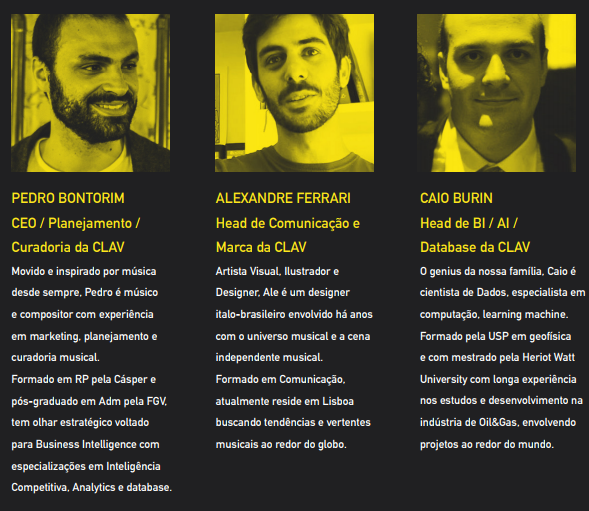 PEDRO BONTORIM
CEO / Planejamento /
Curadoria da CLAV
Movido e inspirado por música
desde sempre, Pedro é músico
e compositor com experiência
em marketing, planejamento e
curadoria musical.
Formado em RP pela Cásper e
pós-graduado em Adm pela FGV,
tem olhar estratégico voltado
para Business Intelligence com
especializações em Inteligência
Competitiva, Analytics e database.
ALEXANDRE FERRARI
Head de Comunicação e
Marca da CLAV
Artista Visual, Ilustrador e
Designer, Ale é um designer
italo-brasileiro envolvido há anos
com o universo musical e a cena
independente musical.
Formado em Comunicação,
atualmente reside em Lisboa
buscando tendências e vertentes
musicais ao redor do globo.
CAIO BURIN
Head de BI / AI /
Database da CLAV
O genius da nossa família, Caio é
cientista de Dados, especialista em
computação, learning machine.
Formado pela USP em geofísica
e com mestrado pela Heriot Watt
University com longa experiência
nos estudos e desenvolvimento na
indústria de Oil&Gas, envolvendo
projetos ao redor do mundo.